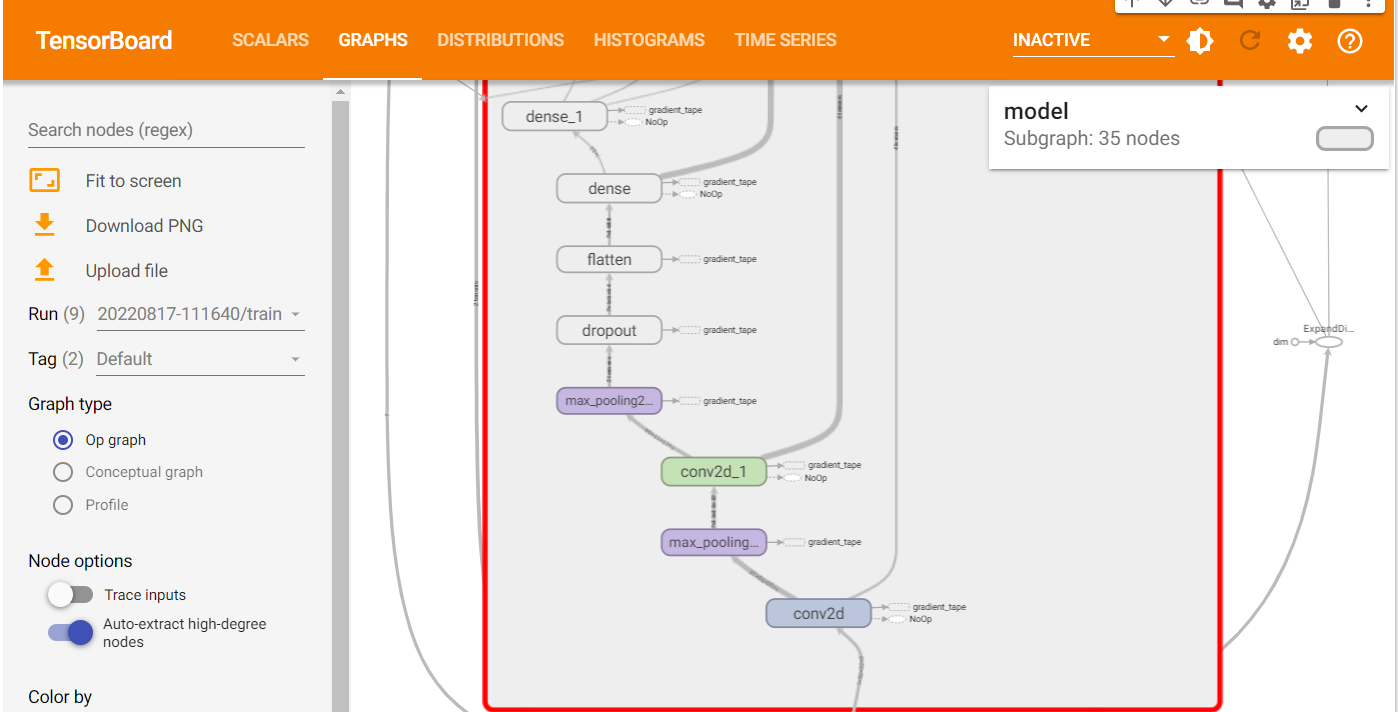 TensorBoard
SCALARS
GRAPHS
DISTRIBUTIONS
HISTOGRAMS
TIME SERIES
INACTIVE
Search nodes (regex)
Fit to screen
Download PNG
Upload file
Run (9) 20220817-111640/train
Tag (2) Default
Graph type
Op graph
Conceptual graph
Profile
Node options
Trace inputs
Auto-extract high-degree
nodes
Color by
model
Subgraph: 35 nodes
dense_1
gradient_tape
NoOp
dense
gradient_tape
NoOp
flatten
gradient_tape
dropout
gradient_tape
max_pooling2...
gradient_tape
conv2d_1
gradient_tape
NoOp
max_pooling...
gradient_tape
conv2d
gradient_tape
NoOp
ExpandDi...
dim